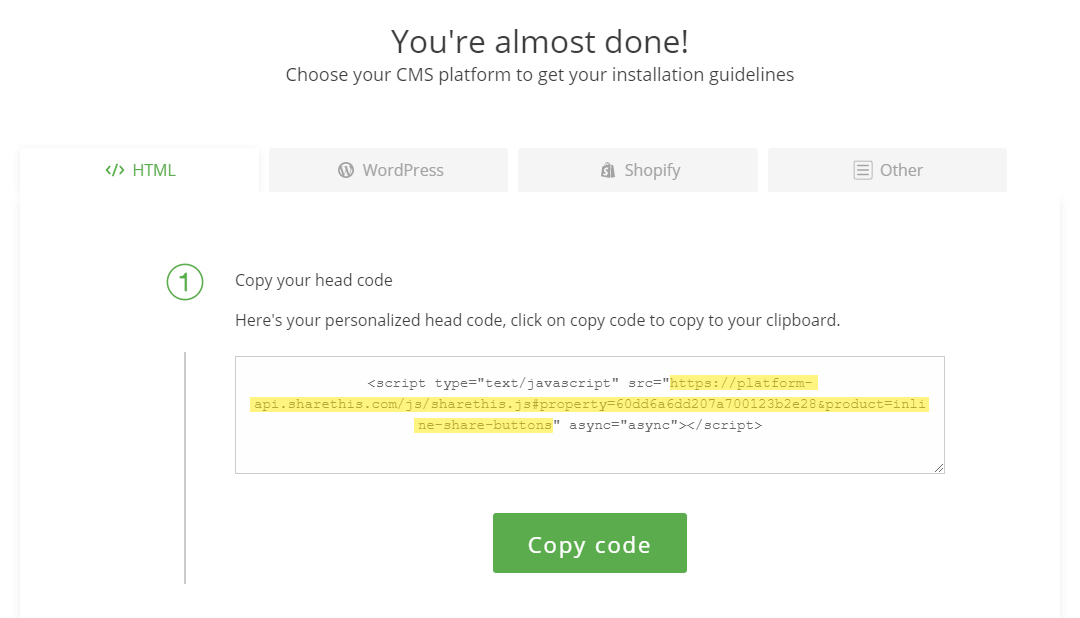 You're almost done!
Choose your CMS platform to get your installation guidelines
</> HTML
WordPress
Shopify
Other
1
Copy your head code
Here's your personalized head code, click on copy code to copy to your clipboard.
<script type="text/javascript" src="https://platform-
api.sharethis.com/js/sharethis.js#property=60dd6a6dd207a700123b2e28&product=inli
ne-share-buttons" async="async"></script>
Copy code